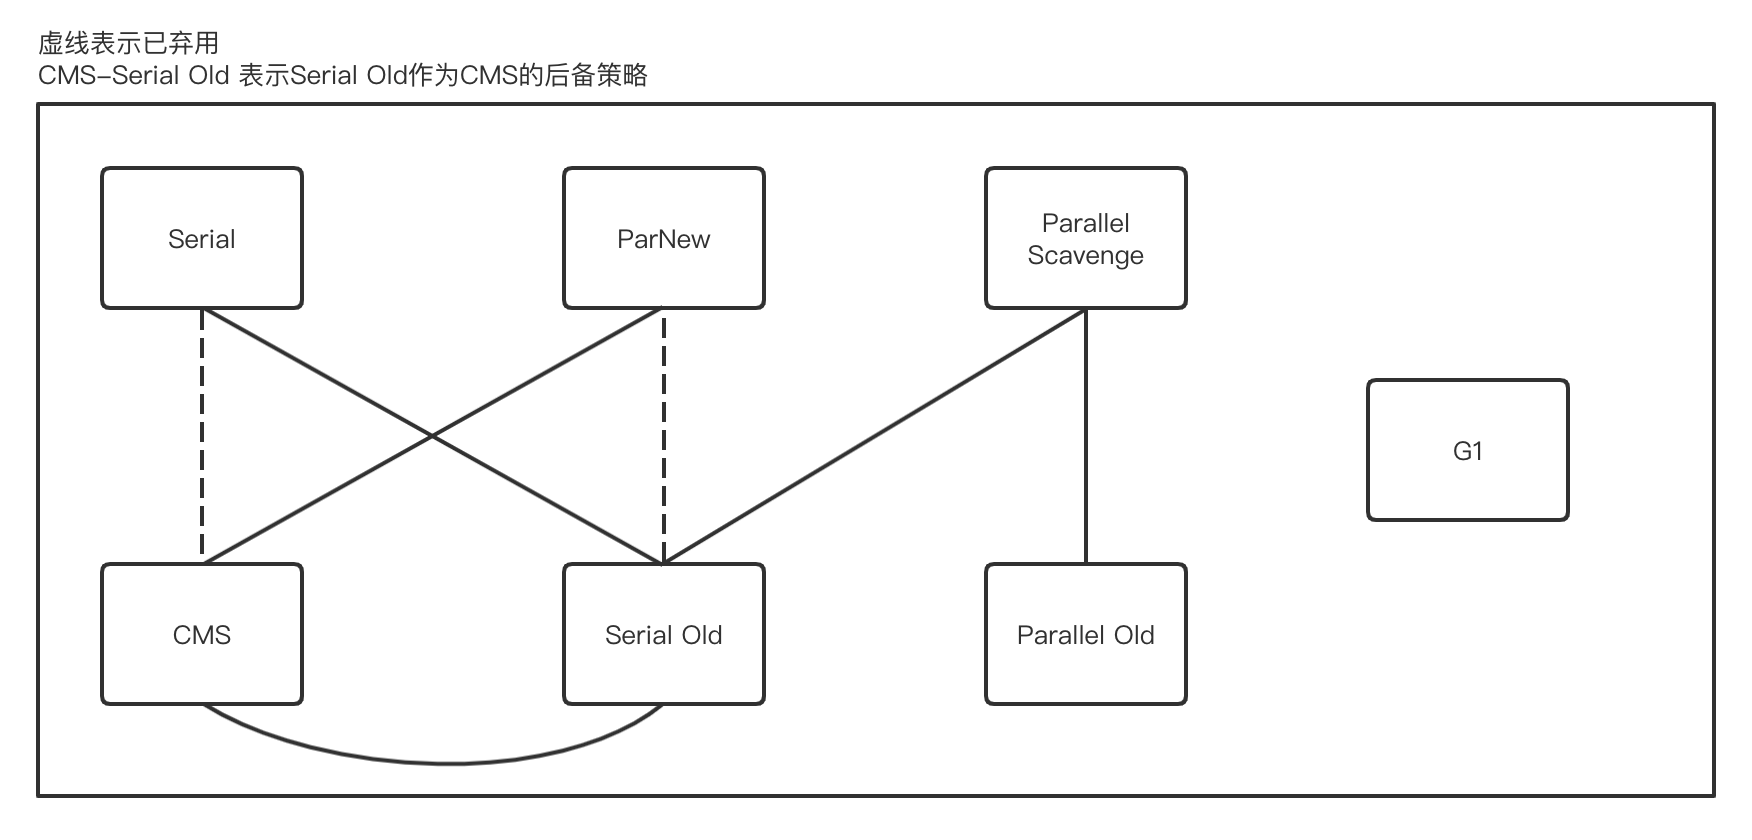 虚线表示已弃用
CMS-Serial Old 表示Serial Old作为CMS的后备策略
Serial
ParNew
Parallel
Scavenge
G1
CMS
Serial Old
Parallel Old